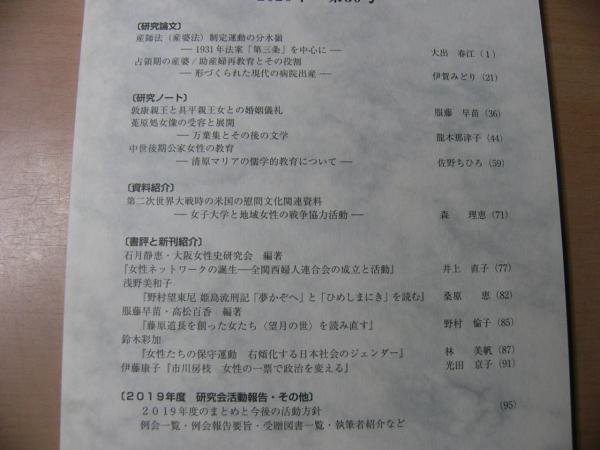 〔研究論文〕
産師法（産婆法）制定運動の分水嶺
― 1931年法案「第三条」を中心に ― 大出 春江（1）
占領期の産婆/助産婦再教育とその役割
― 形づくられた現代の病院出産 ― 伊賀みどり（21）
〔研究ノート〕
敦康親王と具平親王女との婚姻儀礼 服藤 早苗（36）
菟原処女像の受容と展開
― 万葉集とその後の文学 龍本那津子（44）
中世後期公家女性の教育
― 清原マリアの儒学的教育について ― 佐野ちひろ（59）
〔資料紹介〕
第二次世界大戦時の米国の慰問文化関連資料
― 女子大学と地域女性の戦争協力活動 ― 森 理恵（71）
〔書評と新刊紹介〕
石月静恵・大阪女性史研究会 編著
『女性ネットワークの誕生―全関西婦人連合会の成立と活動』 井上 直子（77）
浅野美和子
『野村望東尼 姫島流刑記「夢かぞへ」と「ひめしまにき」を読む』 桑原 恵（82）
服藤早苗・高松百香 編著
『藤原道長を創った女たち〈望月の世〉を読み直す』 野村 倫子（85）
鈴木彩加
『女性たちの保守運動 右傾化する日本社会のジェンダー』 林 美帆（87）
伊藤康子『市川房枝 女性の一票で政治を変える』 光田 京子（91）
〔2019年度 研究会活動報告・その他〕 (95)
2019年度のまとめと今後の活動方針
例会一覧・例会報告要旨・受贈図書一覧・執筆者紹介など